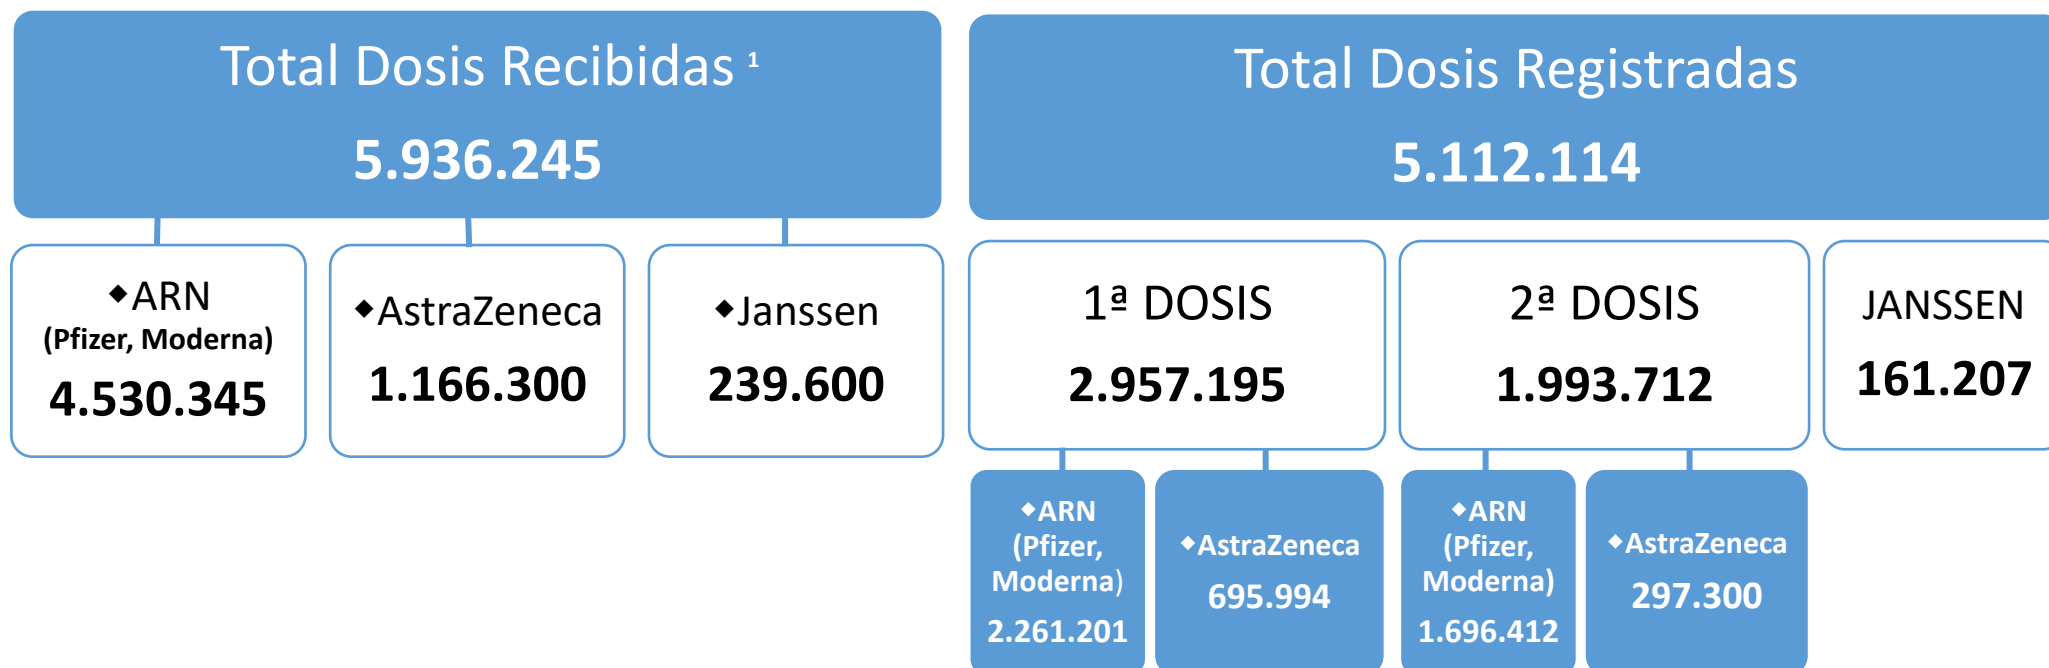 Total Dosis Recibidas 1
5.936.245
◆ARN
(Pfizer, Moderna)
4.530.345
◆AstraZeneca
1.166.300
◆Janssen
239.600
Total Dosis Registradas
5.112.114
1ª DOSIS
2.957.195
2ª DOSIS
1.993.712
JANSSEN
161.207
◆ARN
(Pfizer,
Moderna)
2.261.201
◆AstraZeneca
695.994
◆ARN
(Pfizer,
Moderna)
1.696.412
◆AstraZeneca
297.300